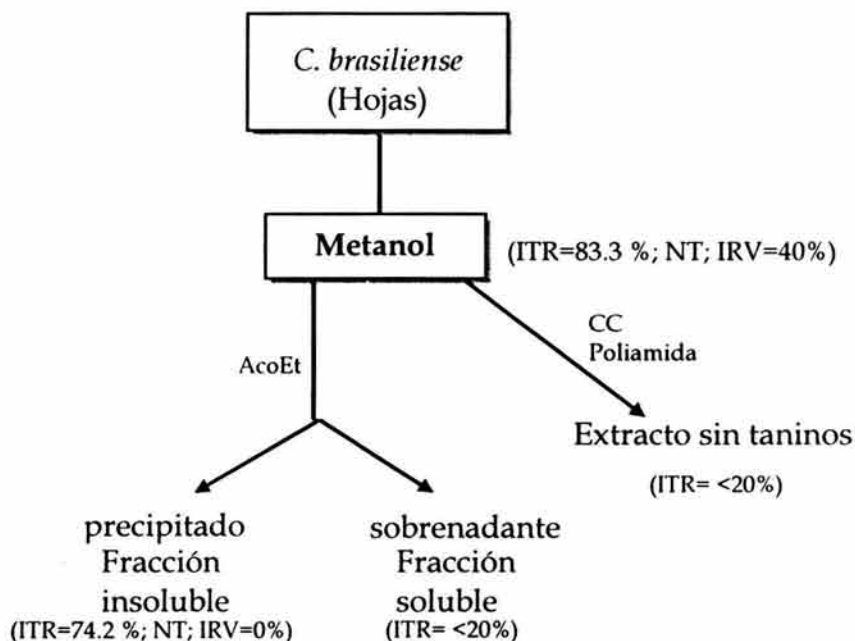 C. brasiliense
(Hojas)
Metanol
(ITR=83.3 %; NT; IRV=40%)
CC
Poliamida
AcoEt
Extracto sin taninos
(ITR= <20%)
precipitado
Fracción
insoluble
(ITR=74.2 %; NT; IRV=0%)
sobrenadante
Fracción
soluble
(ITR= <20%)